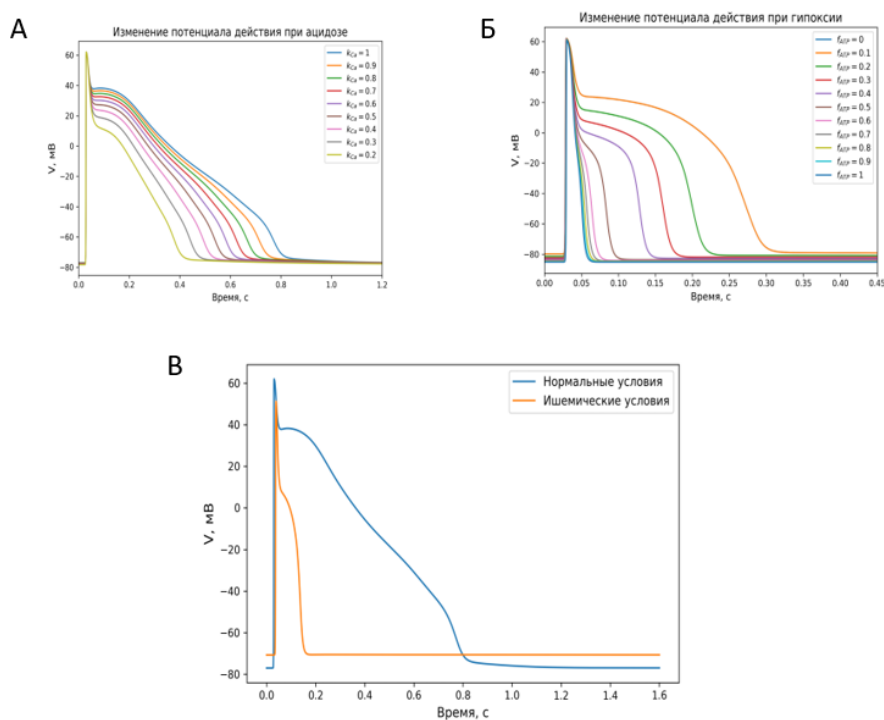 А
Изменение потенциала действия при ацидозе
V, мВ
60
40
20
0
−20
−40
−60
−80
k_Ca = 1
k_Ca = 0.9
k_Ca = 0.8
k_Ca = 0.7
k_Ca = 0.6
k_Ca = 0.5
k_Ca = 0.4
k_Ca = 0.3
k_Ca = 0.2
0.0 0.2 0.4 0.6 0.8 1.0 1.2
Время, с
Б
Изменение потенциала действия при гипоксии
V, мВ
60
40
20
0
−20
−40
−60
−80
f_ATP = 0
f_ATP = 0.1
f_ATP = 0.2
f_ATP = 0.3
f_ATP = 0.4
f_ATP = 0.5
f_ATP = 0.6
f_ATP = 0.7
f_ATP = 0.8
f_ATP = 0.9
f_ATP = 1
0.00 0.05 0.10 0.15 0.20 0.25 0.30 0.35 0.40 0.45
Время, с
В
V, мВ
60
40
20
0
−20
−40
−60
−80
Нормальные условия
Ишемические условия
0.0 0.2 0.4 0.6 0.8 1.0 1.2 1.4 1.6
Время, с